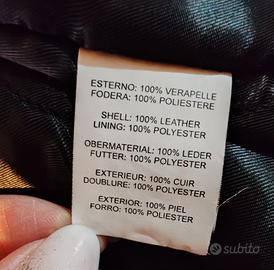 ESTERNO: 100% VERAPELLE
FODERA: 100% POLIESTERE
SHELL: 100% LEATHER
LINING: 100% POLYESTER
OBERMATERIAL: 100% LEDER
FUTTER: 100% POLYESTER
EXTERIEUR: 100% CUIR
DOUBLURE: 100% POLYESTER
EXTERIOR: 100% PIEL
FORRO: 100% POLIESTER
subito